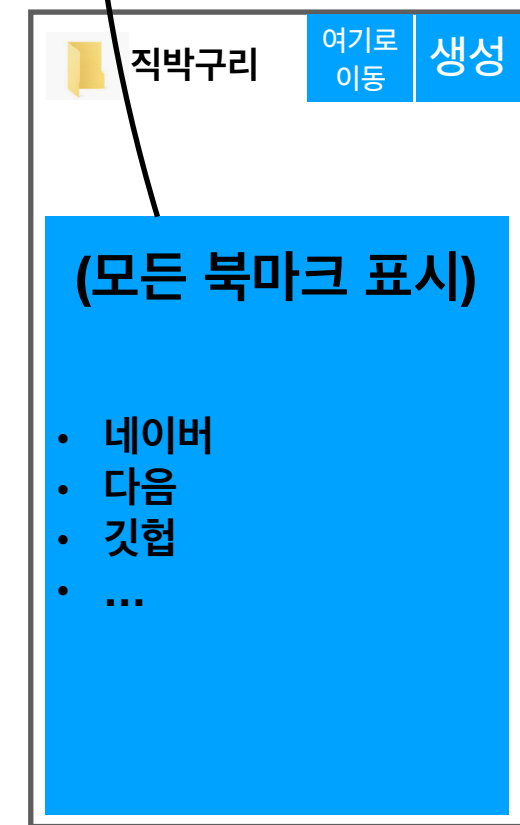 직박구리
여기로
이동
생성
(모든 북마크 표시)
• 네이버
• 다음
• 깃헙
• ...